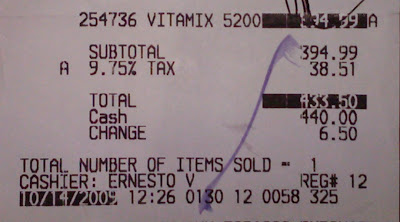 254736 VITAMIX 5200 394.99 A
SUBTOTAL 394.99
A 9.75% TAX 38.51
TOTAL 433.50
Cash 440.00
CHANGE 6.50
TOTAL NUMBER OF ITEMS SOLD = 1
CASHIER: ERNESTO V REG# 12
10/14/2009 12:26 0130 12 0058 325